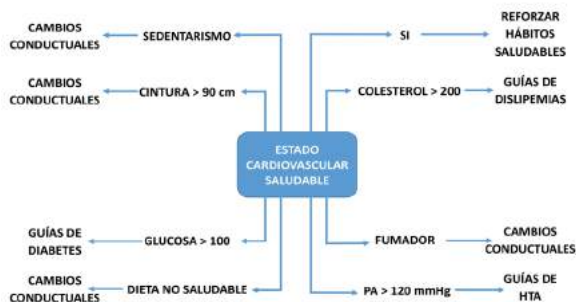 CAMBIOS
CONDUCTUALES
SEDENTARISMO
SI
REFORZAR
HÁBITOS
SALUDABLES
CAMBIOS
CONDUCTUALES
CINTURA > 90 cm
COLESTEROL > 200
GUÍAS DE
DISLIPEMIAS
ESTADO
CARDIOVASCULAR
SALUDABLE
GUÍAS DE
DIABETES
GLUCOSA > 100
FUMADOR
CAMBIOS
CONDUCTUALES
CAMBIOS
CONDUCTUALES
DIETA NO SALUDABLE
PA > 120 mmHg
GUÍAS DE
HTA